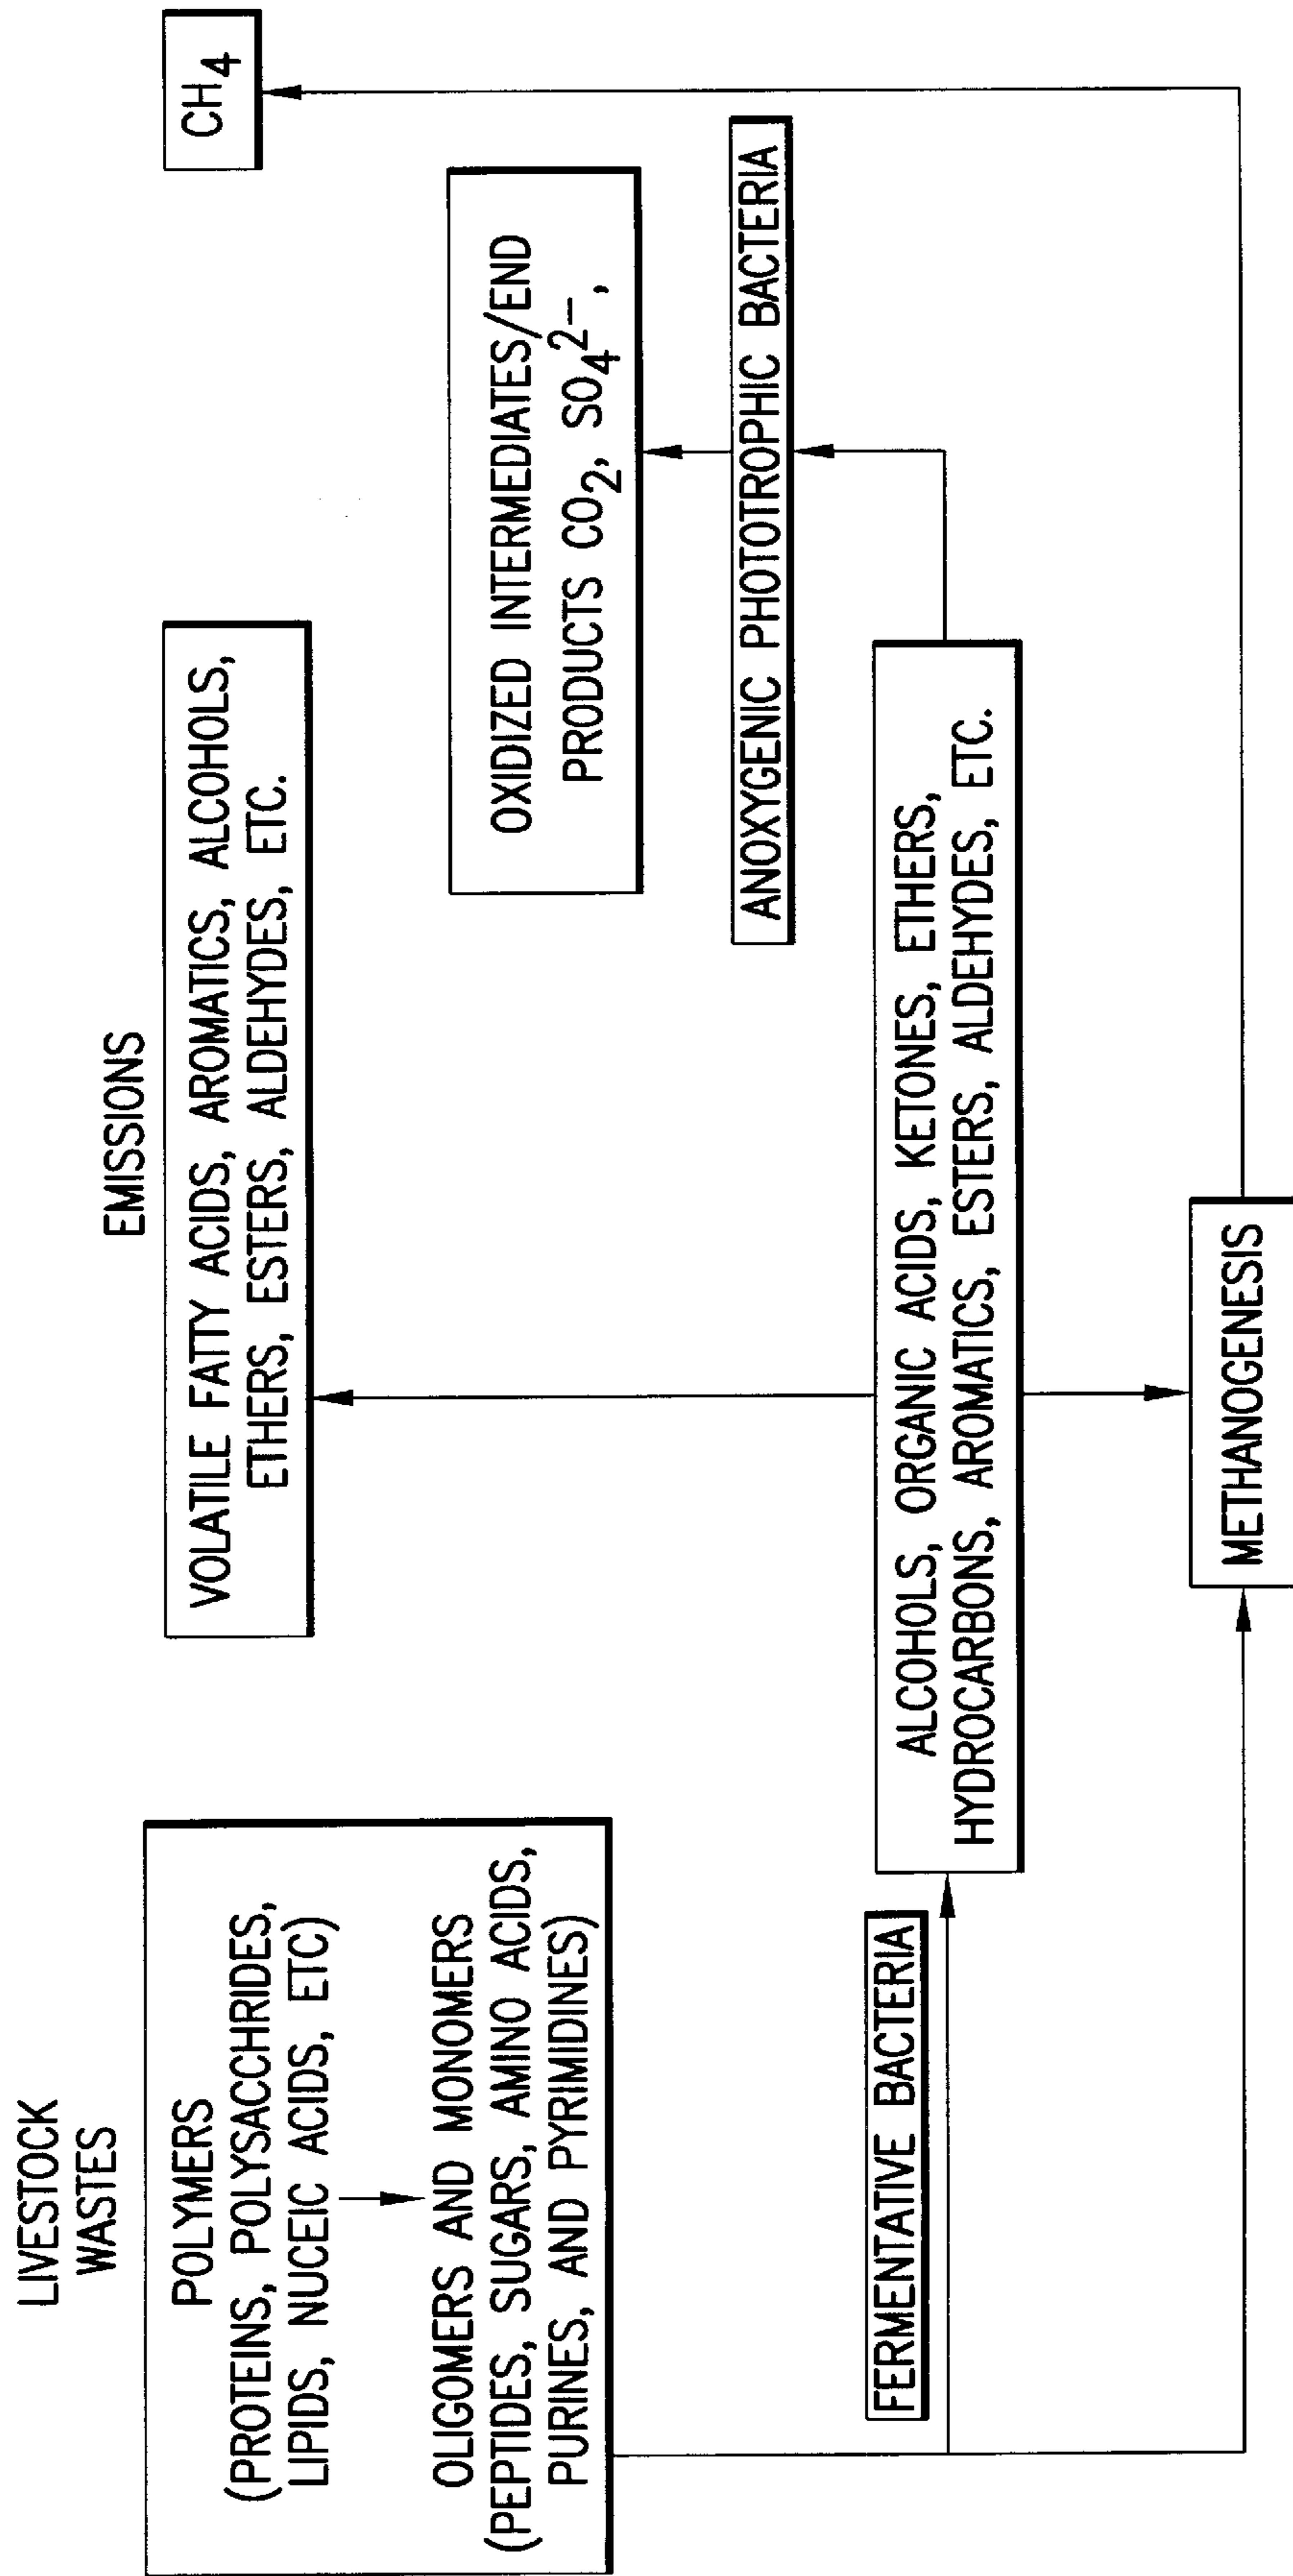 LIVESTOCK
WASTES
POLYMERS
(PROTEINS, POLYSACCHRIDES,
LIPIDS, NUCEIC ACIDS, ETC)
OLIGOMERS AND MONOMERS
(PEPTIDES, SUGARS, AMINO ACIDS,
PURINES, AND PYRIMIDINES)
FERMENTATIVE BACTERIA
EMISSIONS
VOLATILE FATTY ACIDS, AROMATICS, ALCOHOLS,
ETHERS, ESTERS, ALDEHYDES, ETC.
ALCOHOLS, ORGANIC ACIDS, KETONES, ETHERS,
HYDROCARBONS, AROMATICS, ESTERS, ALDEHYDES, ETC.
METHANOGENESIS
OXIDIZED INTERMEDIATES/END
PRODUCTS CO₂, SO₄²⁻,
ANOXYGENIC PHOTOTROPHIC BACTERIA
CH₄